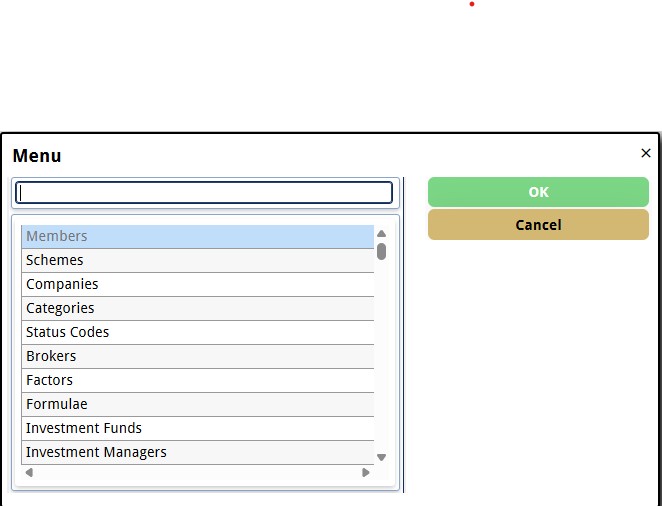 Menu
×
OK
Cancel
Members
Schemes
Companies
Categories
Status Codes
Brokers
Factors
Formulae
Investment Funds
Investment Managers